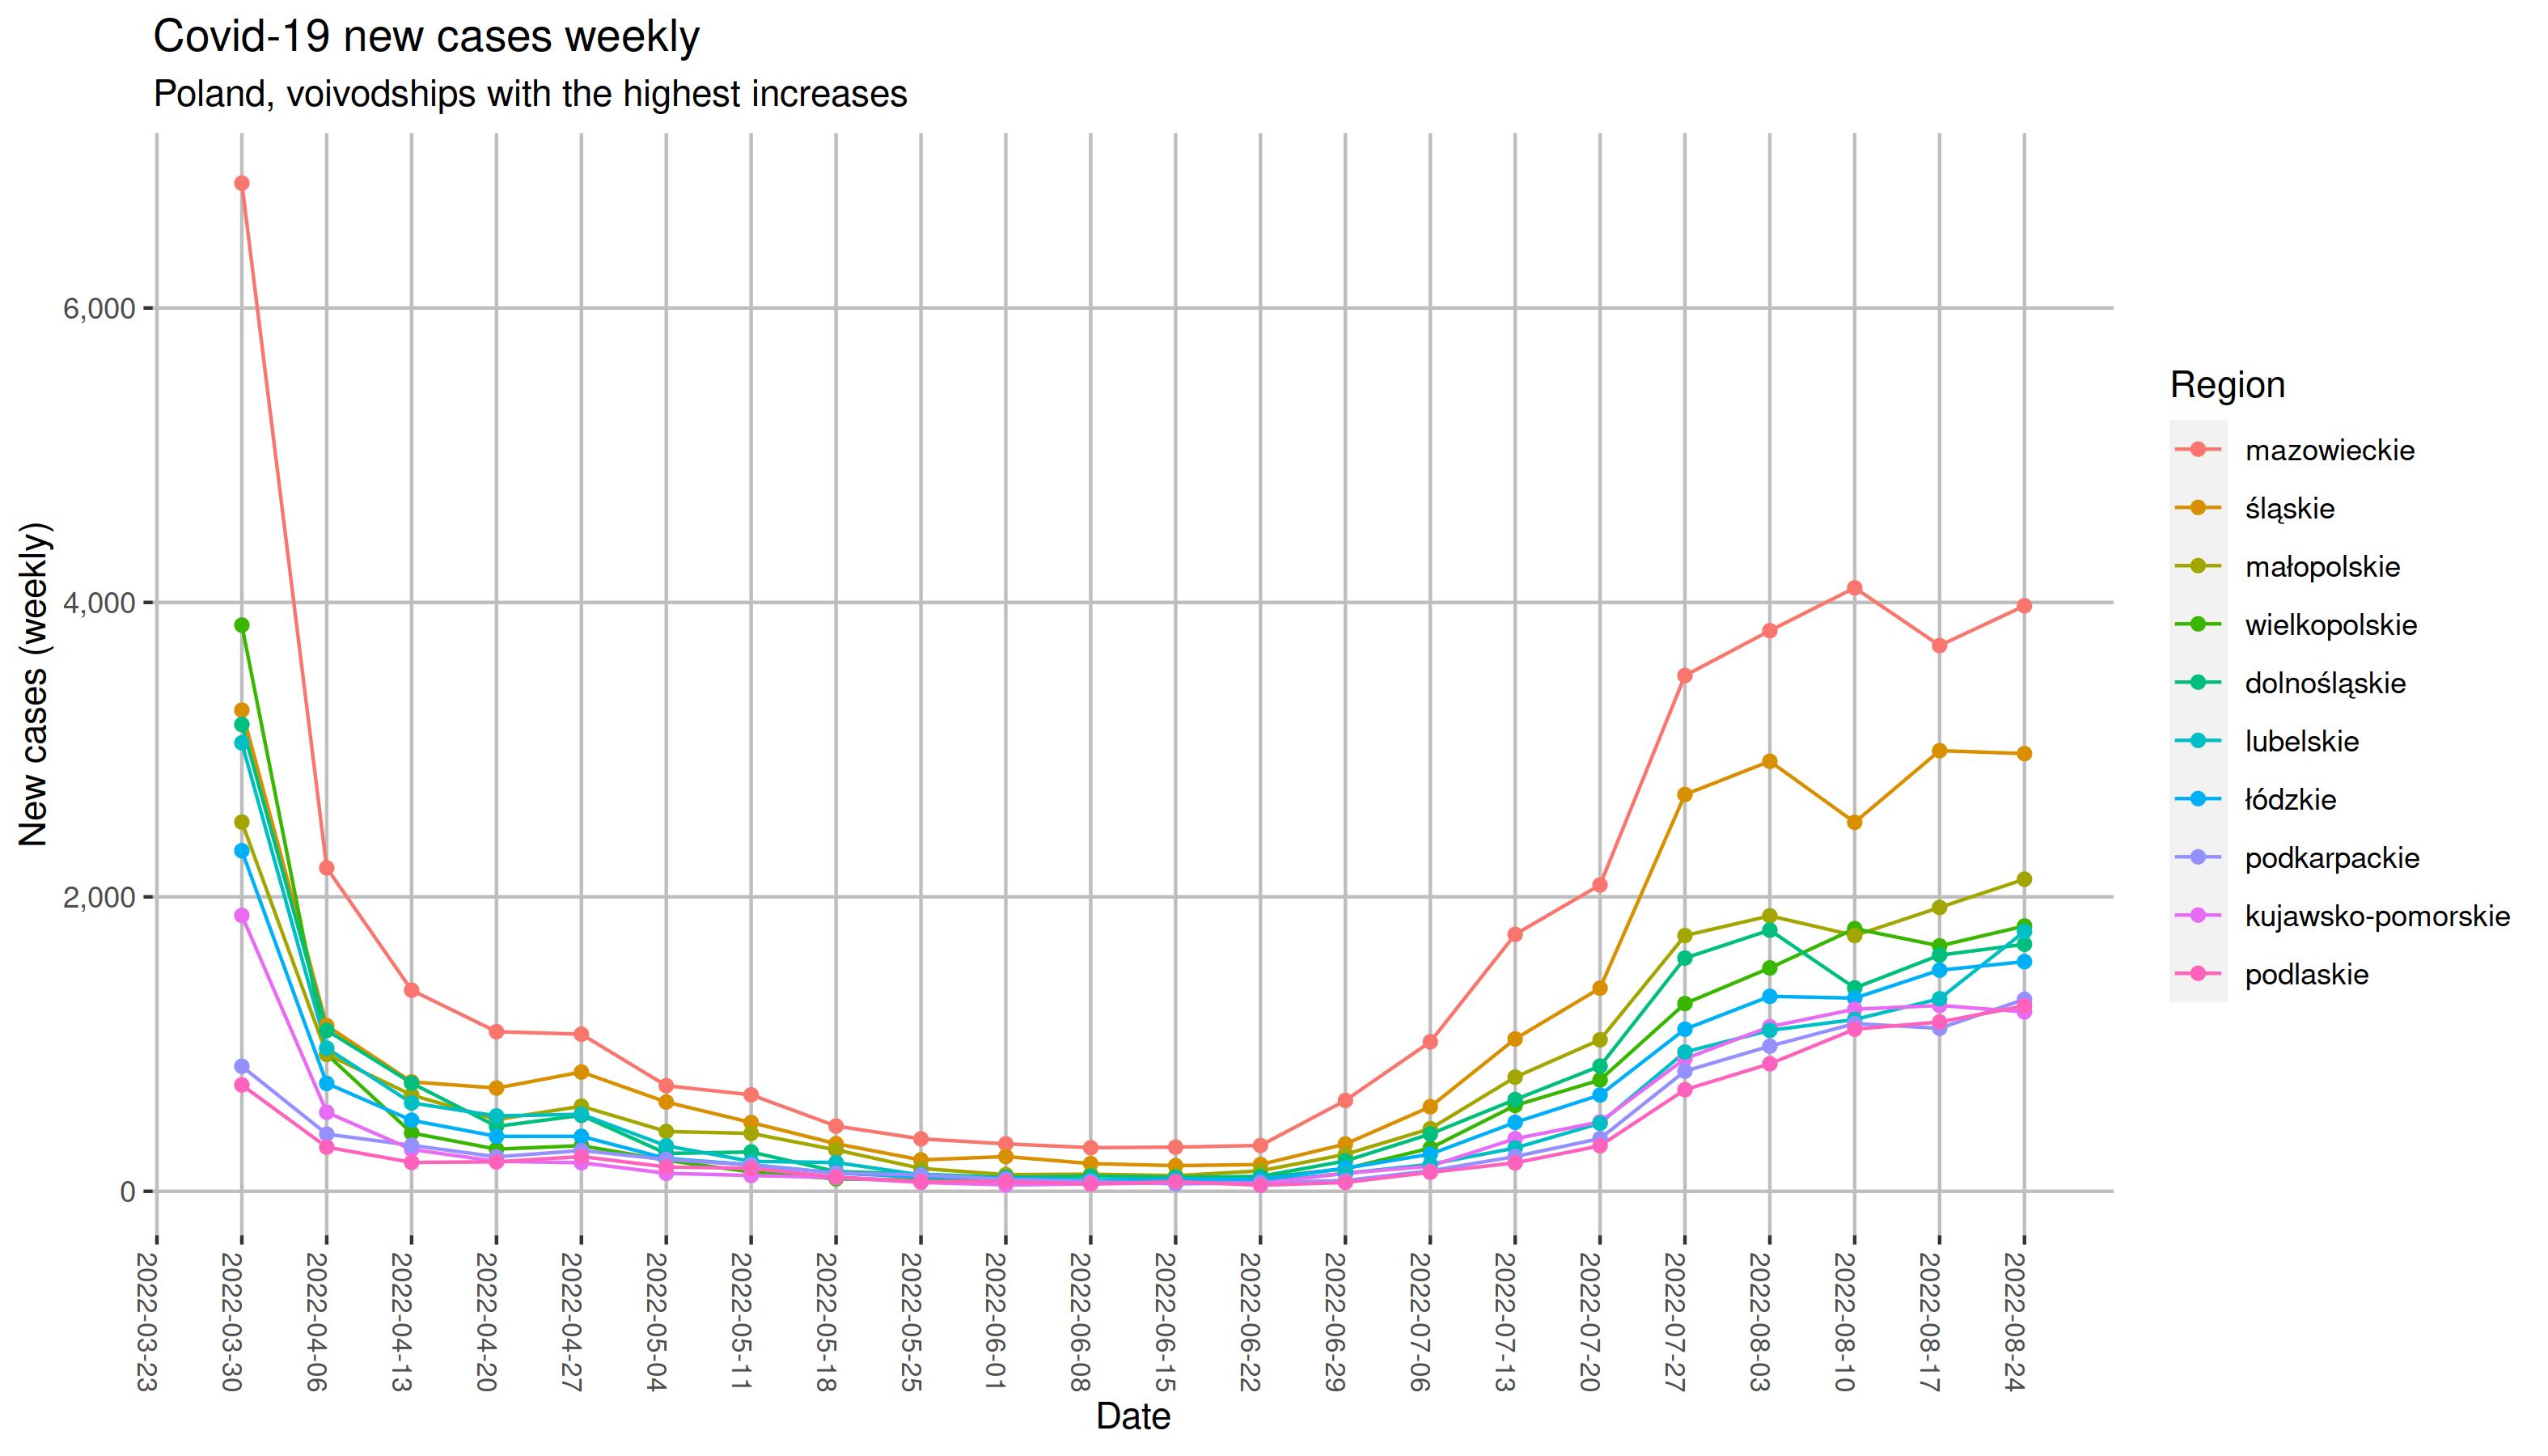 Covid-19 new cases weekly
Poland, voivodships with the highest increases
New cases (weekly)
6,000
4,000
2,000
0
2022-03-23
2022-03-30
2022-04-06
2022-04-13
2022-04-20
2022-04-27
2022-05-04
2022-05-11
2022-05-18
2022-05-25
2022-06-01
2022-06-08
2022-06-15
2022-06-22
2022-06-29
2022-07-06
2022-07-13
2022-07-20
2022-07-27
2022-08-03
2022-08-10
2022-08-17
2022-08-24
Date
Region
mazowieckie
śląskie
małopolskie
wielkopolskie
dolnośląskie
lubelskie
łódzkie
podkarpackie
kujawsko-pomorskie
podlaskie